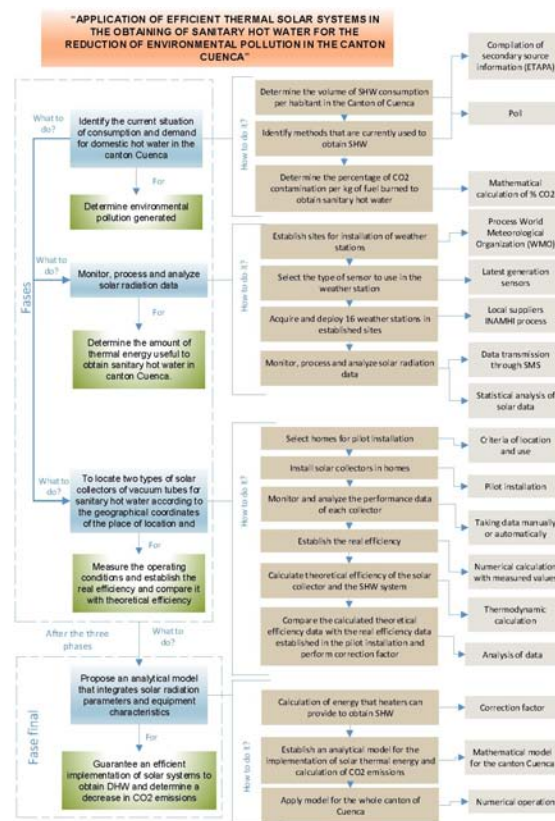 "APPLICATION OF EFFICIENT THERMAL SOLAR SYSTEMS IN
THE OBTAINING OF SANITARY HOT WATER FOR THE
REDUCTION OF ENVIRONMENTAL POLLUTION IN THE CANTON
CUENCA"
Fases
What to
do?
Identify the current situation
of consumption and demand
for domestic hot water in the
canton Cuenca
For
Determine environmental
pollution generated
How to do it?
Determine the volume of SHW consumption
per habitant in the Canton of Cuenca
Identify methods that are currently used to
obtain SHW
Determine the percentage of CO2
contamination per kg of fuel burned to
obtain sanitary hot water
Compilation of
secondary source
information (ETAPA)
Poll
Mathematical
calculation of % CO2
What to
do?
Monitor, process and analyze
solar radiation data
For
Determine the amount of
thermal energy useful to
obtain sanitary hot water in
canton Cuenca.
How to do it?
Establish sites for installation of weather
stations
Select the type of sensor to use in the
weather station
Acquire and deploy 16 weather stations in
established sites
Monitor, process and analyze solar radiation
data
Process World
Meteorological
Organization (WMO)
Latest generation
sensors
Local suppliers
INAMHI process
Data transmission
through SMS
Statistical analysis of
solar data
What to
do?
To locate two types of solar
collectors of vacuum tubes for
sanitary hot water according to
the geographical coordinates
of the place of location and
For
Measure the operating
conditions and establish the
real efficiency and compare it
with theoretical efficiency
How to do it?
Select homes for pilot installation
Install solar collectors in homes
Monitor and analyze the performance data
of each collector
Establish the real efficiency
Calculate theoretical efficiency of the solar
collector and the SHW system
Compare the calculated theoretical
efficiency data with the real efficiency data
established in the pilot installation and
perform correction factor
Criteria of location
and use
Pilot installation
Taking data manually
or automatically
Numerical calculation
with measured values
Thermodynamic
calculation
Analysis of data
After the three
phases
What to
do?
Fase final
Propose an analytical model
that integrates solar radiation
parameters and equipment
characteristics
For
Guarantee an efficient
implementation of solar systems to
obtain DHW and determine a
decrease in CO2 emissions
How to do it?
Calculation of energy that heaters can
provide to obtain SHW
Establish an analytical model for the
implementation of solar thermal energy and
calculation of CO2 emissions
Apply model for the whole canton of
Cuenca
Correction factor
Mathematical model
for the canton Cuenca
Numerical operation